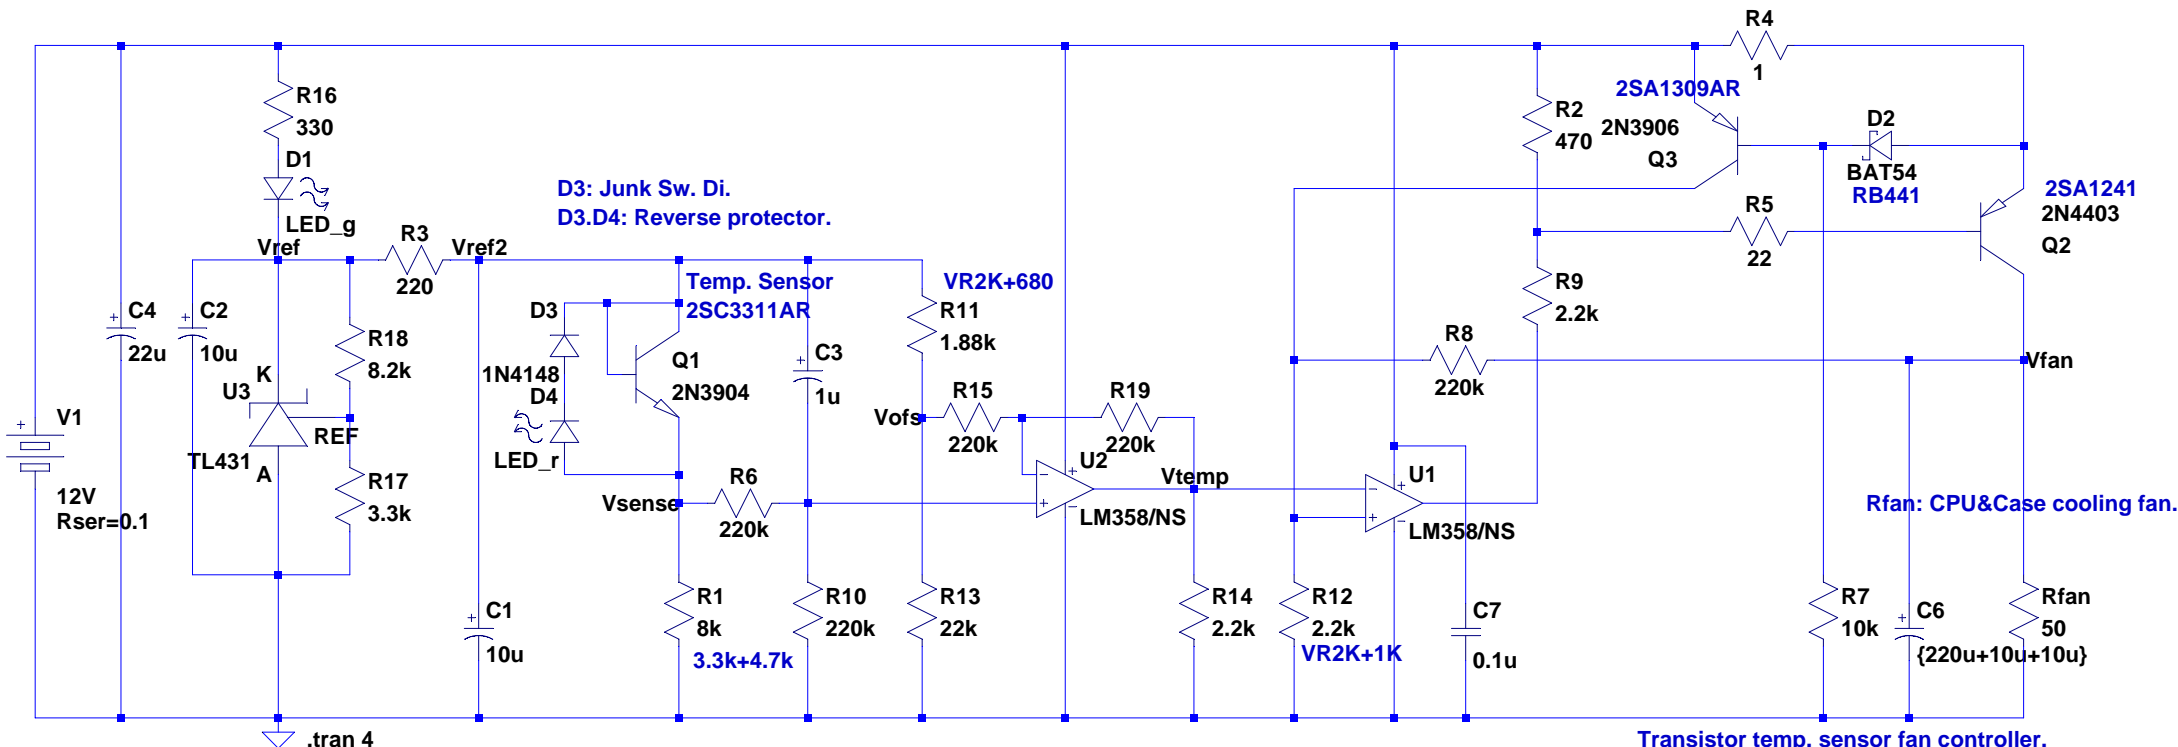 R4
1
2SA1309AR
R16
330
R2
470
2N3906
Q3
D2
BAT54
RB441
D1
LED_g
D3: Junk Sw. Di.
D3.D4: Reverse protector.
2SA1241
2N4403
Q2
R5
22
Vref
R3
220
Vref2
Temp. Sensor
2SC3311AR
VR2K+680
R9
2.2k
C4
22u
C2
10u
R18
8.2k
D3
1N4148
Q1
2N3904
C3
1u
R11
1.88k
R8
220k
Vfan
K
U3
REF
TL431
A
D4
LED_r
R15
220k
R19
220k
Vofs
V1
12V
Rser=0.1
R17
3.3k
Vsense
R6
220k
U2
LM358/NS
Vtemp
U1
LM358/NS
Rfan: CPU&Case cooling fan.
C1
10u
R1
8k
3.3k+4.7k
R10
220k
R13
22k
R14
2.2k
R12
2.2k
VR2K+1K
C7
0.1u
R7
10k
C6
{220u+10u+10u}
Rfan
50
.tran 4
Transistor temp. sensor fan controller.